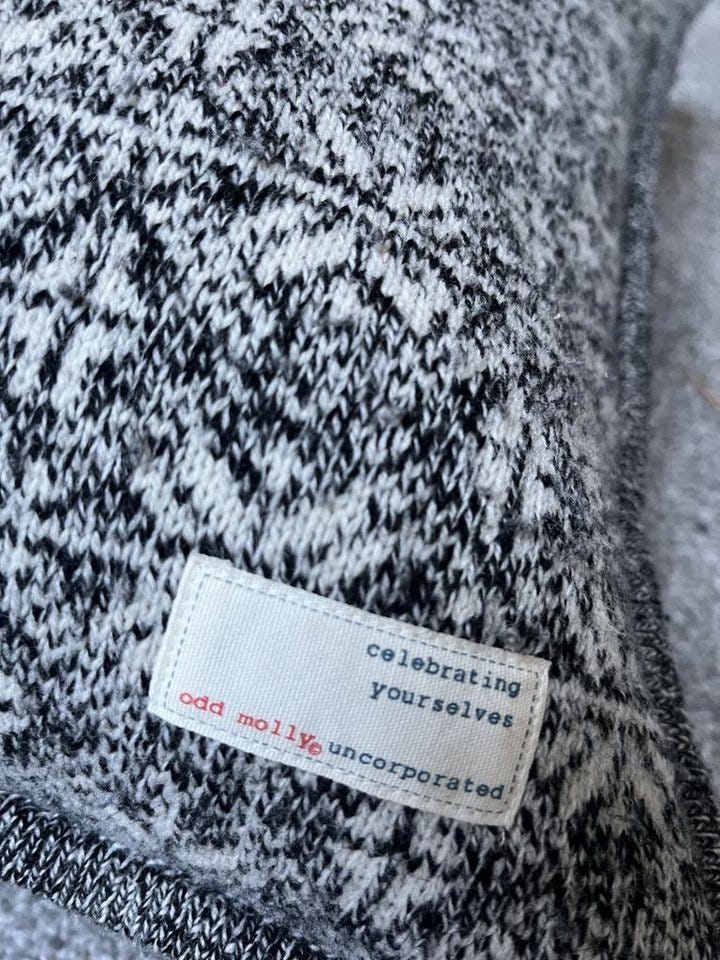 celebrating
yourselves
odd molly© uncorporated